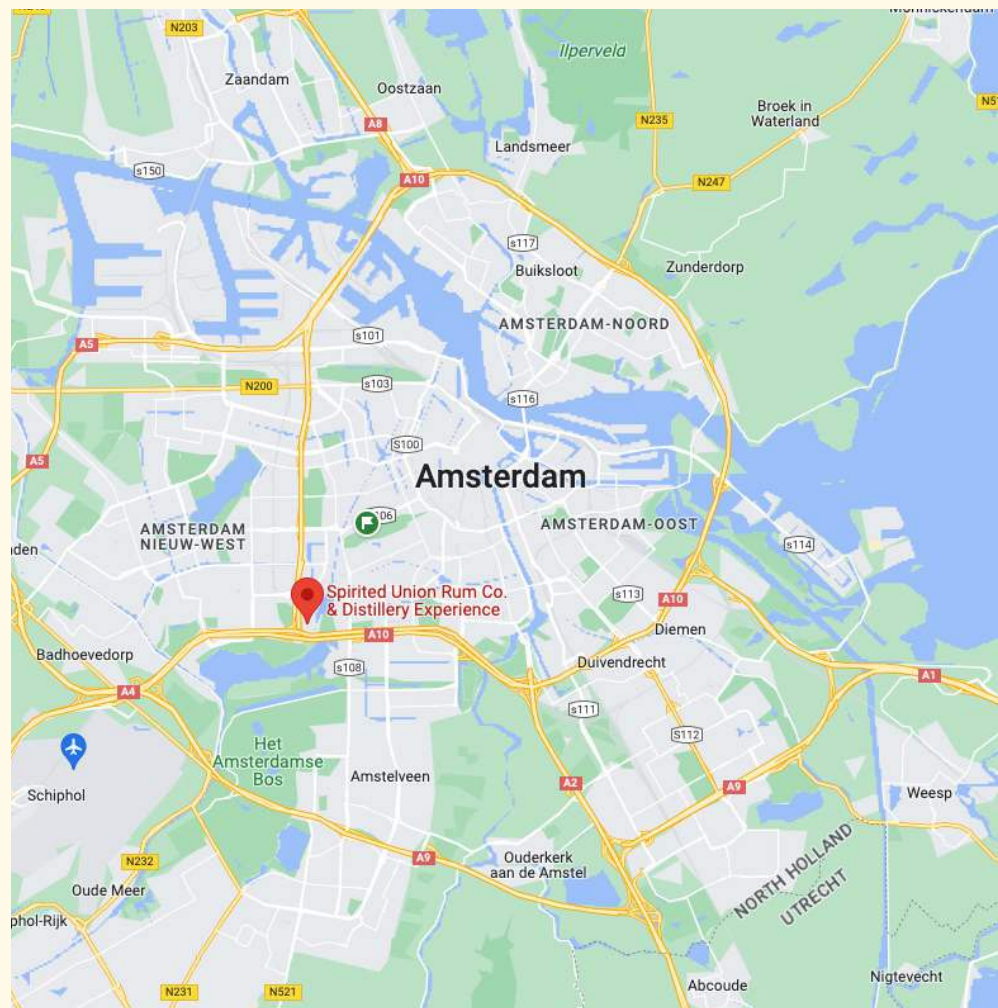 N203
Zaandam
Oostzaan
Ilperveld
Broek in
Waterland
N235
A8
Landsmeer
s150
A10
N247
s117
Buiksloot
Zunderdorp
AMSTERDAM-NOORD
s101
A5
N200
s103
s116
S100
A5
Amsterdam
AMSTERDAM
NIEUW-WEST
AMSTERDAM-OOST
s114
Spirited Union Rum Co.
& Distillery Experience
s113
A10
A10
Diemen
Badhoevedorp
s108
Duivendrecht
A4
A1
s111
S112
Het
Amsterdamse
Bos
Amstelveen
Schiphol
A2
A9
Weesp
N232
A9
Ouderkerk
aan de Amstel
NORTH HOLLAND
UTRECHT
Oude Meer
phol-Rijk
N231
N521
Abcoude
Nigtevecht